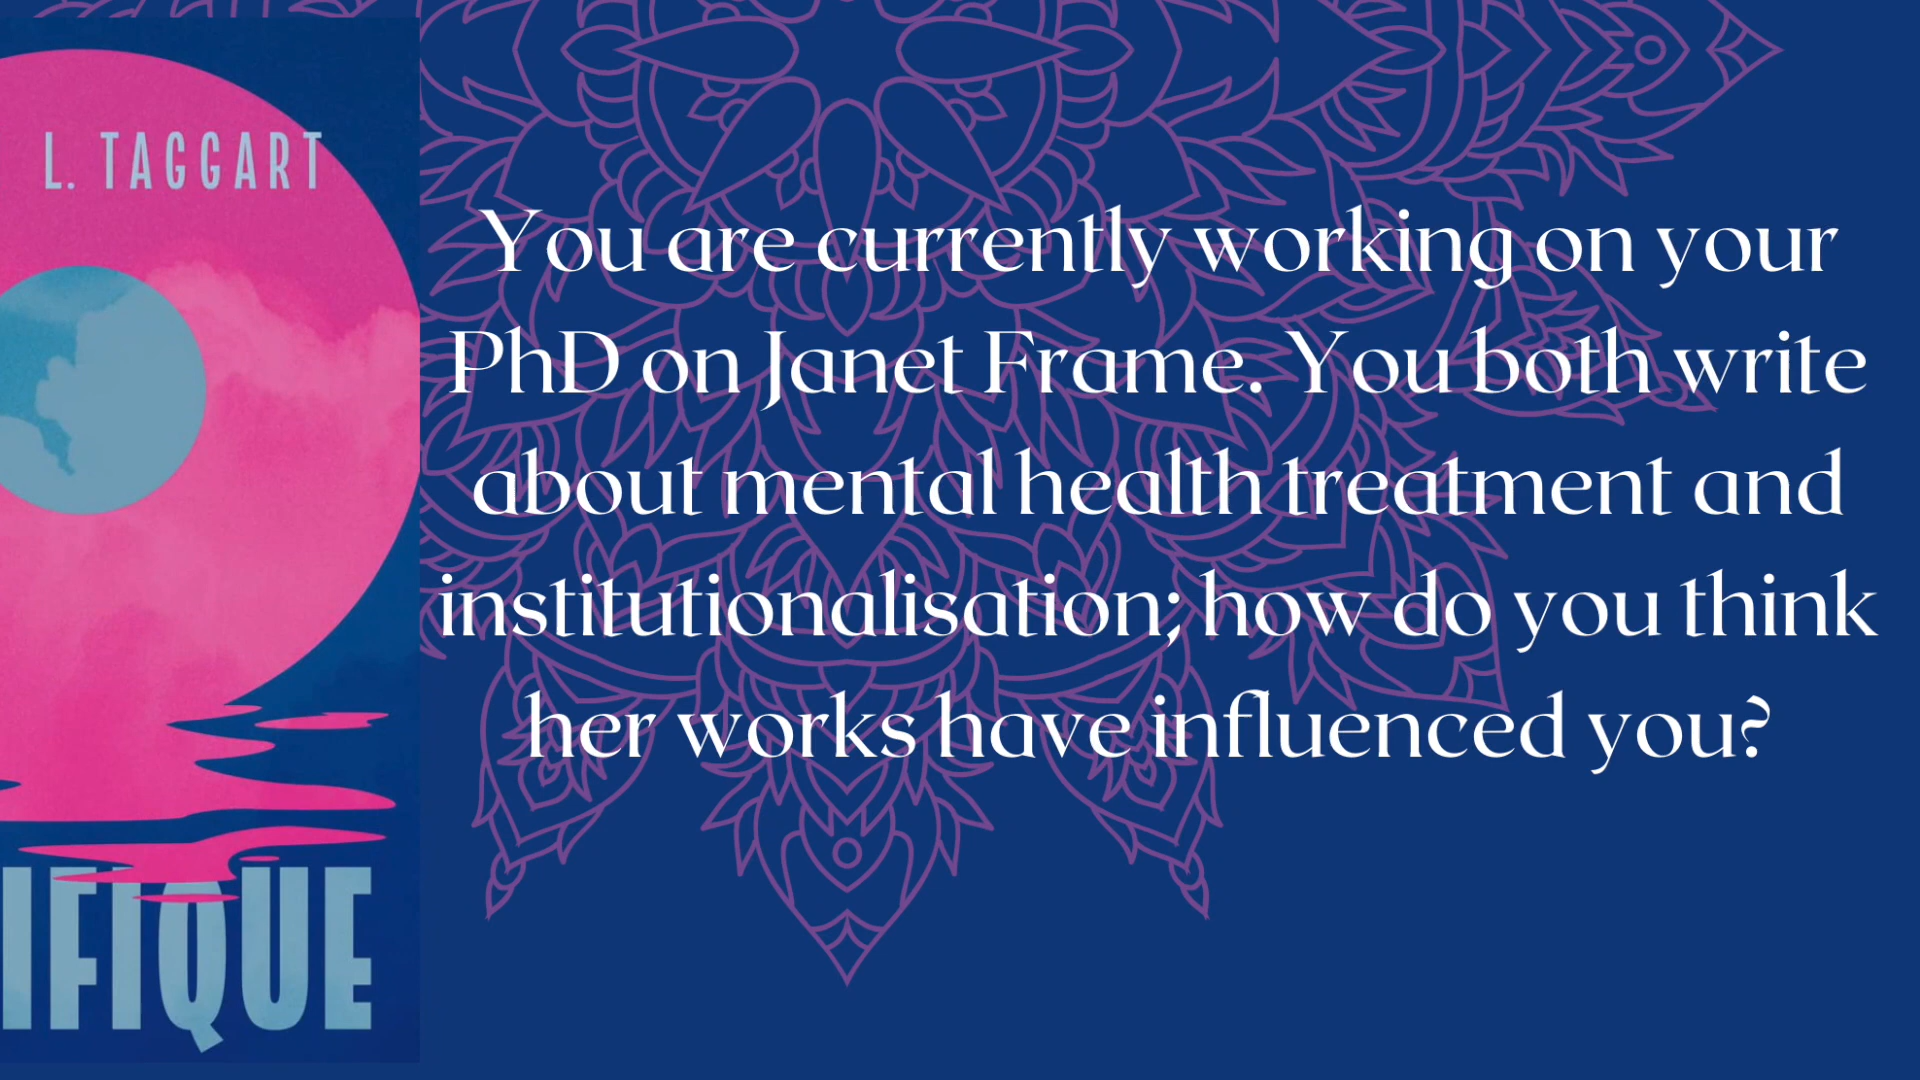 L. TAGGART
You are currently working on your
PhD on Janet Frame. You both write
about mental health treatment and
institutionalisation; how do you think
her works have influenced you?
IFIQUE